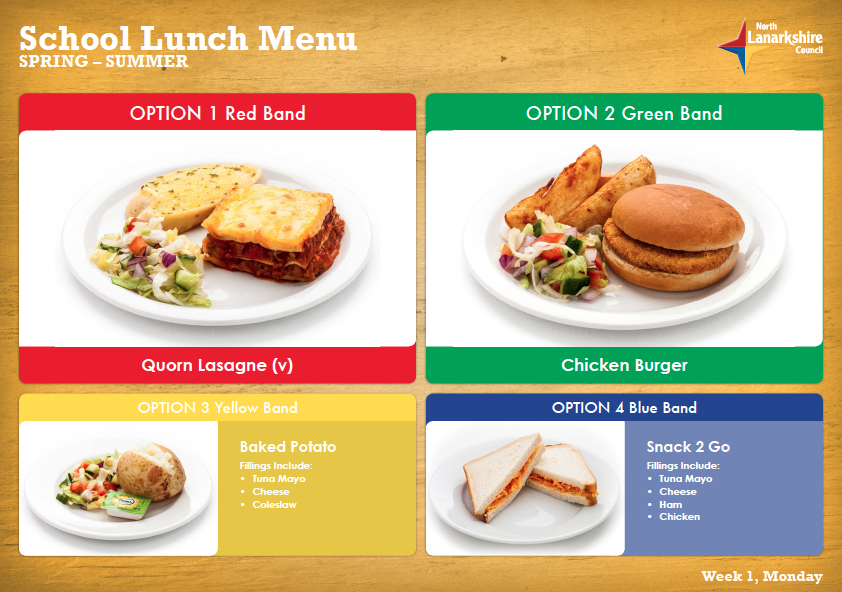 School Lunch Menu
SPRING – SUMMER
North
Lanarkshire
Council
OPTION 1 Red Band
Quorn Lasagne (v)
OPTION 2 Green Band
Chicken Burger
OPTION 3 Yellow Band
Baked Potato
Fillings Include:
• Tuna Mayo
• Cheese
• Coleslaw
OPTION 4 Blue Band
Snack 2 Go
Fillings Include:
• Tuna Mayo
• Cheese
• Ham
• Chicken
Week 1, Monday